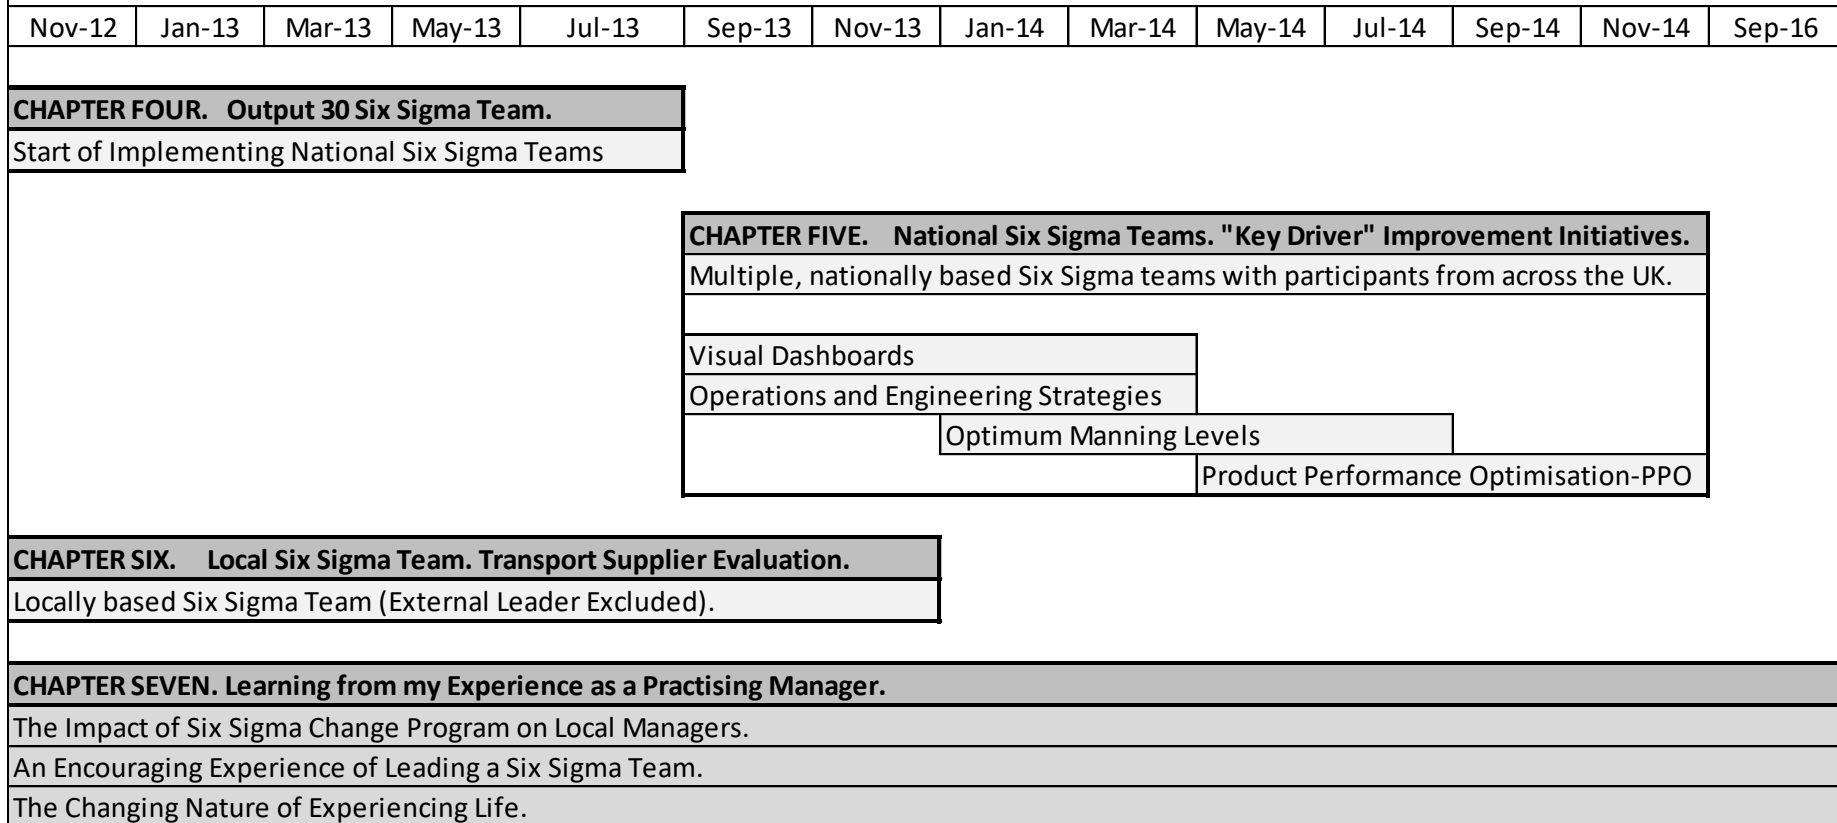 Nov-12 Jan-13 Mar-13 May-13 Jul-13 Sep-13 Nov-13 Jan-14 Mar-14 May-14 Jul-14 Sep-14 Nov-14 Sep-16
CHAPTER FOUR. Output 30 Six Sigma Team.
Start of Implementing National Six Sigma Teams
CHAPTER FIVE. National Six Sigma Teams. "Key Driver" Improvement Initiatives.
Multiple, nationally based Six Sigma teams with participants from across the UK.
Visual Dashboards
Operations and Engineering Strategies
Optimum Manning Levels
Product Performance Optimisation-PPO
CHAPTER SIX. Local Six Sigma Team. Transport Supplier Evaluation.
Locally based Six Sigma Team (External Leader Excluded).
CHAPTER SEVEN. Learning from my Experience as a Practising Manager.
The Impact of Six Sigma Change Program on Local Managers.
An Encouraging Experience of Leading a Six Sigma Team.
The Changing Nature of Experiencing Life.